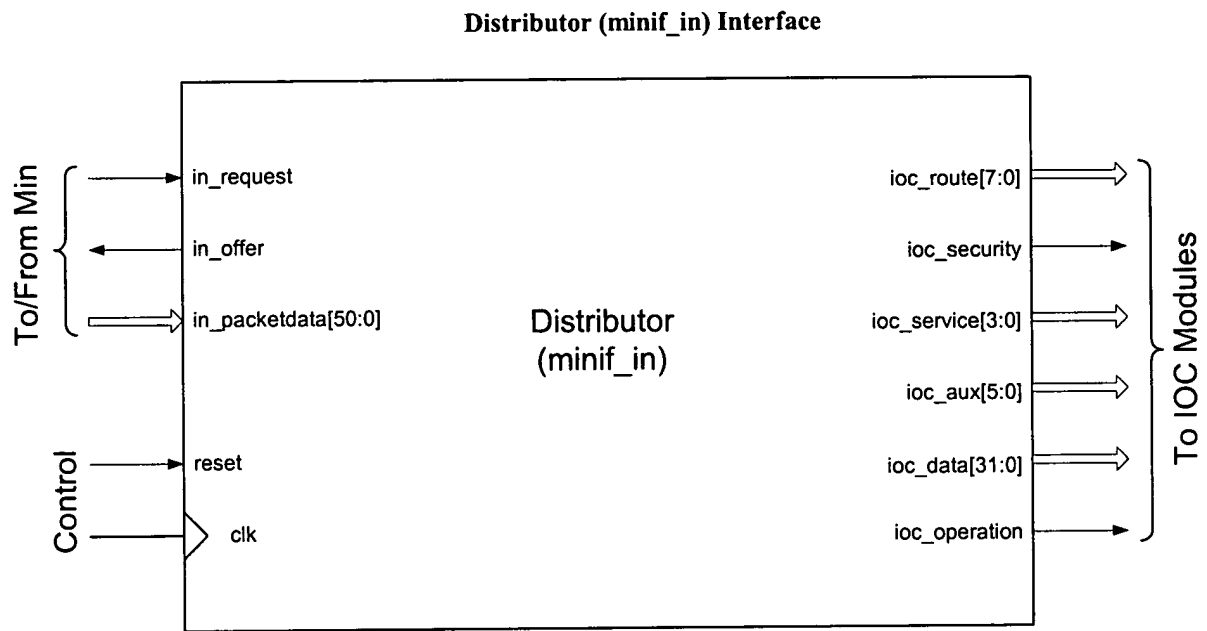 Distributor (minif_in) Interface
To/From Min
in_request
in_offer
in_packetdata[50:0]
Control
reset
clk
Distributor
(minif_in)
ioc_route[7:0]
ioc_security
ioc_service[3:0]
ioc_aux[5:0]
ioc_data[31:0]
ioc_operation
To IOC Modules